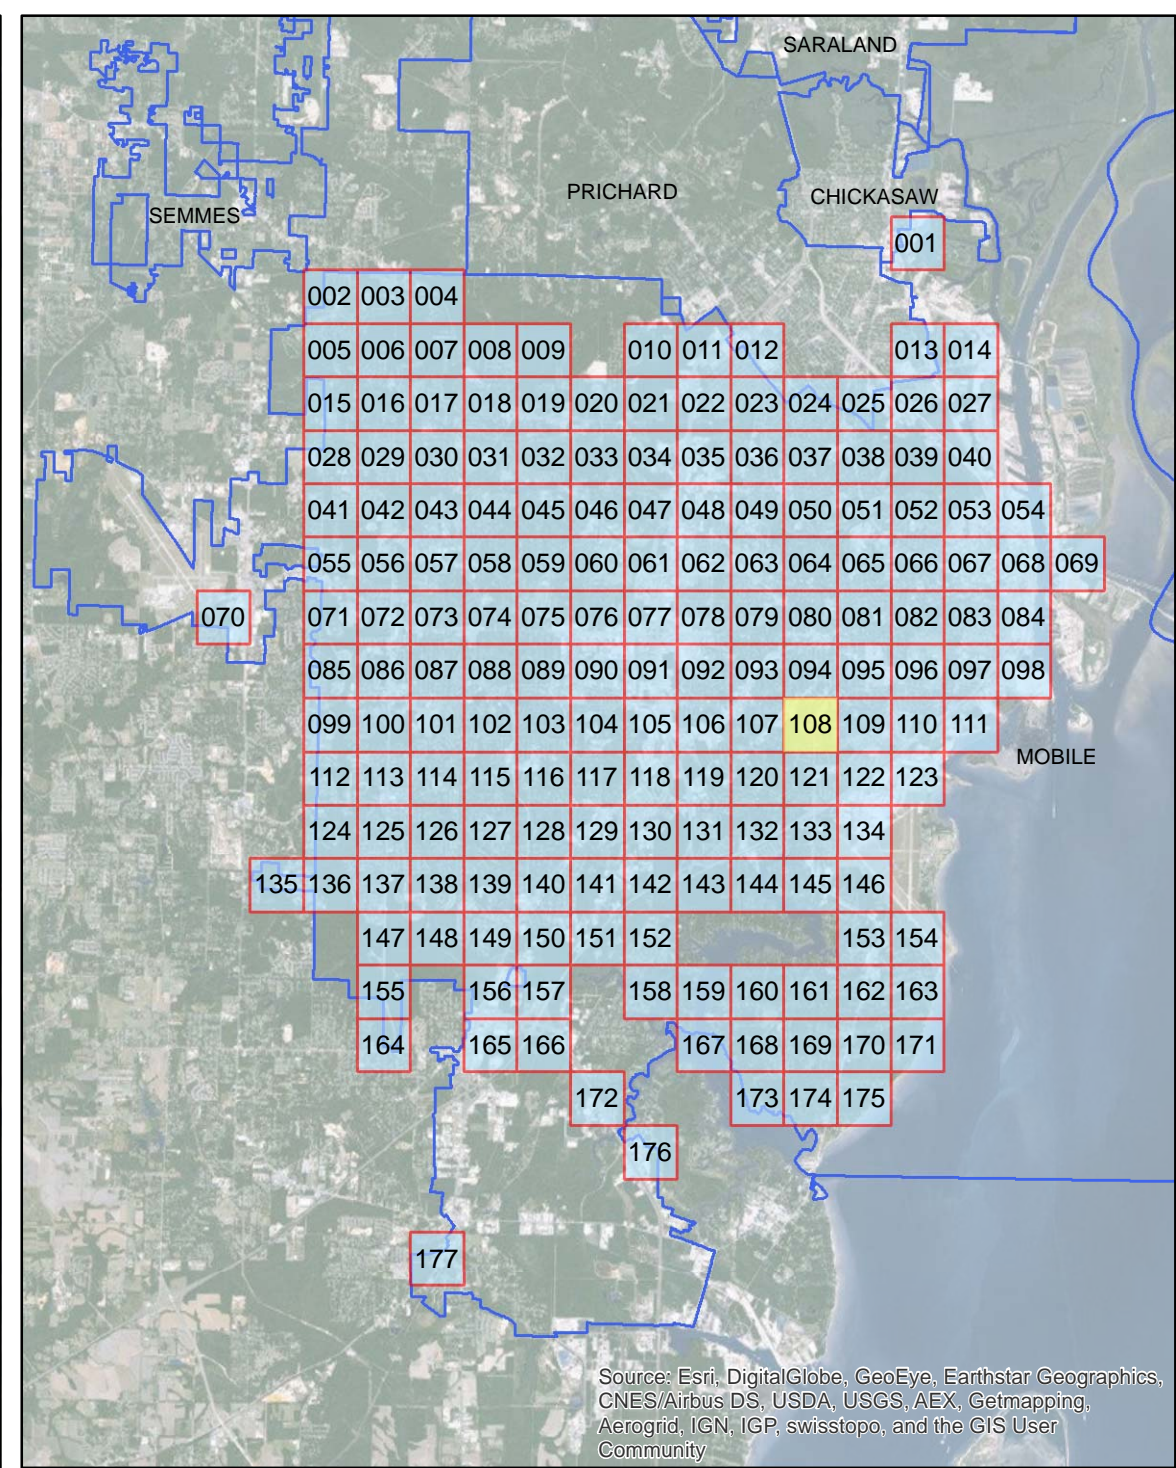 SARALAND
PRICHARD
CHICKASAW
SEMMES
001
002 003 004
005 006 007 008 009 010 011 012 013 014
015 016 017 018 019 020 021 022 023 024 025 026 027
028 029 030 031 032 033 034 035 036 037 038 039 040
041 042 043 044 045 046 047 048 049 050 051 052 053 054
055 056 057 058 059 060 061 062 063 064 065 066 067 068 069
070 071 072 073 074 075 076 077 078 079 080 081 082 083 084
085 086 087 088 089 090 091 092 093 094 095 096 097 098
099 100 101 102 103 104 105 106 107 108 109 110 111
MOBILE
112 113 114 115 116 117 118 119 120 121 122 123
124 125 126 127 128 129 130 131 132 133 134
135 136 137 138 139 140 141 142 143 144 145 146
147 148 149 150 151 152 153 154
155 156 157 158 159 160 161 162 163
164 165 166 167 168 169 170 171
172 173 174 175
176
177
Source: Esri, DigitalGlobe, GeoEye, Earthstar Geographics,
CNES/Airbus DS, USDA, USGS, AEX, Getmapping,
Aerogrid, IGN, IGP, swisstopo, and the GIS User
Community